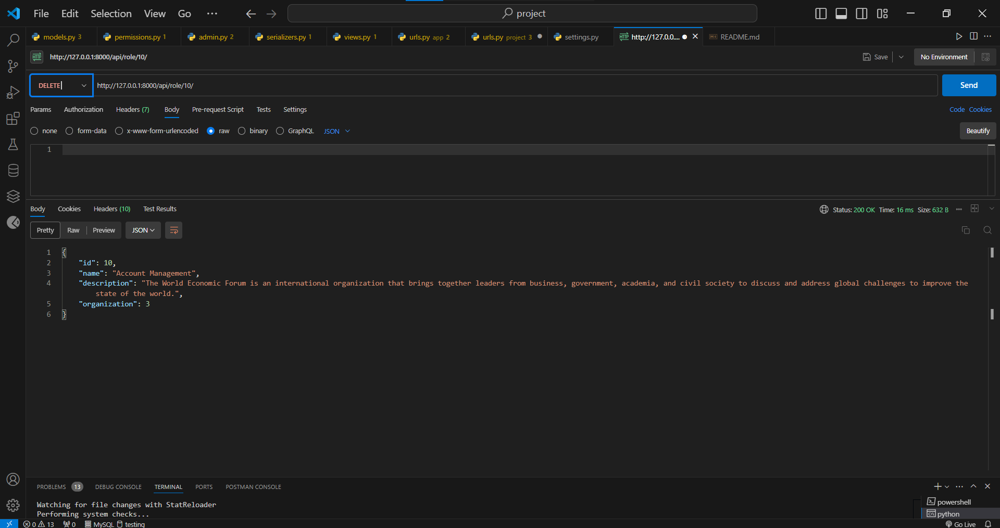 File Edit Selection View Go ··· project
models.py 3 permissions.py 1 admin.py 2 serializers.py 1 views.py 1 urls.py app 2 urls.py project 3 settings.py http://127.0.0.... README.md
http://127.0.0.1:8000/api/role/10/ Save No Environment
DELETE http://127.0.0.1:8000/api/role/10/ Send
Params Authorization Headers (7) Body Pre-request Script Tests Settings Code Cookies
none form-data x-www-form-urlencoded raw binary GraphQL JSON Beautify
1
Body Cookies Headers (10) Test Results Status: 200 OK Time: 16 ms Size: 632 B
Pretty Raw Preview JSON
1 {
2 "id": 10,
3 "name": "Account Management",
4 "description": "The World Economic Forum is an international organization that brings together leaders from business, government, academia, and civil society to discuss and address global challenges to improve the
state of the world.",
5 "organization": 3
6 }
PROBLEMS 13 DEBUG CONSOLE TERMINAL PORTS POSTMAN CONSOLE
Watching for file changes with StatReloader
Performing system checks...
powershell
python
0 13 0 MySQL testing Go Live